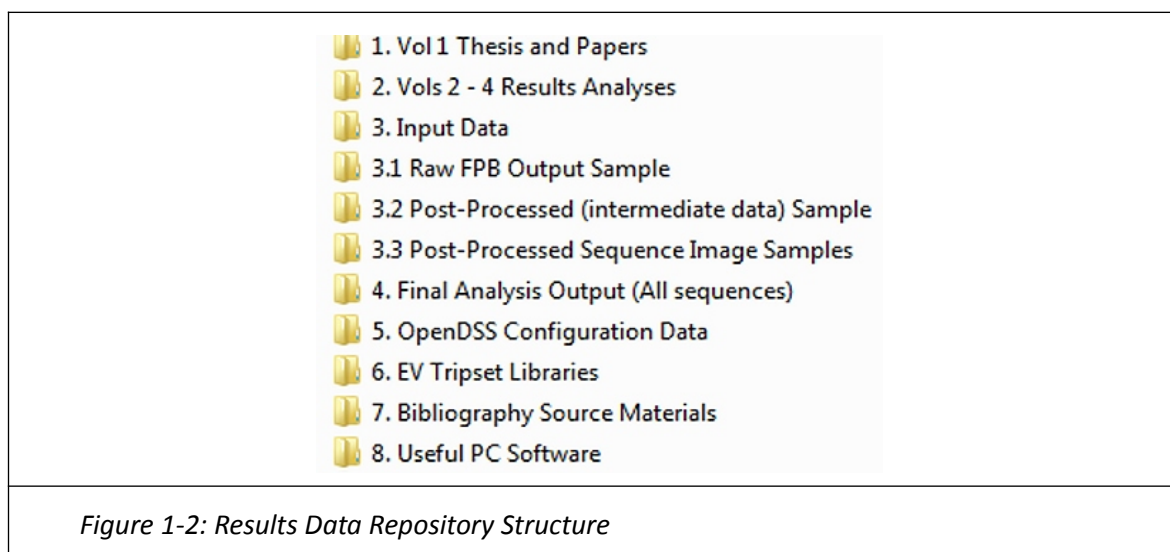 1. Vol 1 Thesis and Papers
2. Vols 2 - 4 Results Analyses
3. Input Data
3.1 Raw FPB Output Sample
3.2 Post-Processed (intermediate data) Sample
3.3 Post-Processed Sequence Image Samples
4. Final Analysis Output (All sequences)
5. OpenDSS Configuration Data
6. EV Tripset Libraries
7. Bibliography Source Materials
8. Useful PC Software
Figure 1-2: Results Data Repository Structure